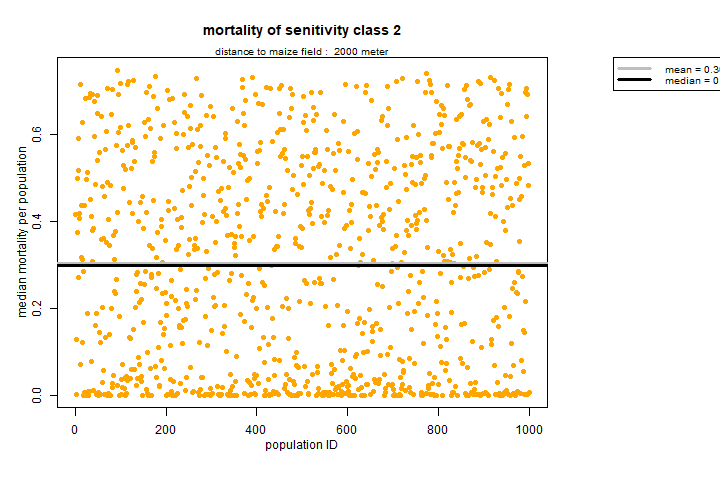 mortality of senitivity class 2
distance to maize field : 2000 meter
mean = 0.30
median = 0
median mortality per population
0.6
0.4
0.2
0.0
0 200 400 600 800 1000
population ID